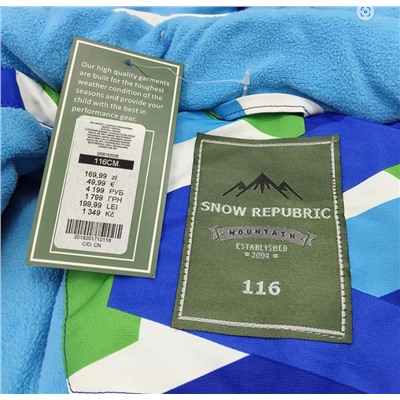 Our high quality garments
are built for the toughest
weather condition of the
seasons and provide your
child with the best in
performance gear.
116CM
169,99 zł
49,99 €
4 199 РУБ
1 799 ГРН
199,99 LEI
1 349 Kč
2018201710116
C/O: CN
SNOW REPUBRIC
MOUNTAIN
ESTABLISHED
= 2004 =
116